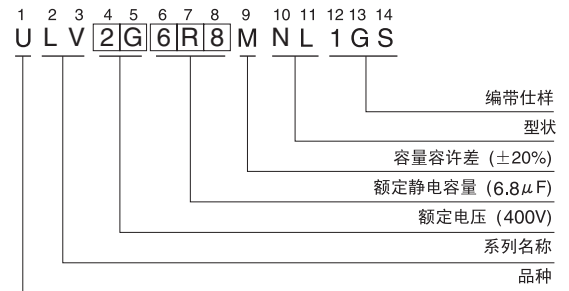 1 2 3 4 5 6 7 8 9 10 11 12 13 14
U L V 2 G 6 R 8 M N L 1 G S
编带仕样
型状
容量容许差 (±20%)
额定静电容量 (6.8μF)
额定电压 (400V)
系列名称
品种